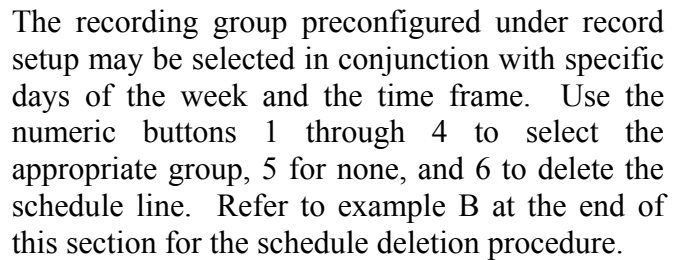 The recording group preconfigured under record
setup may be selected in conjunction with specific
days of the week and the time frame.  Use the
numeric buttons 1 through 4 to select the
appropriate group, 5 for none, and 6 to delete the
schedule line.  Refer to example B at the end of
this section for the schedule deletion procedure.